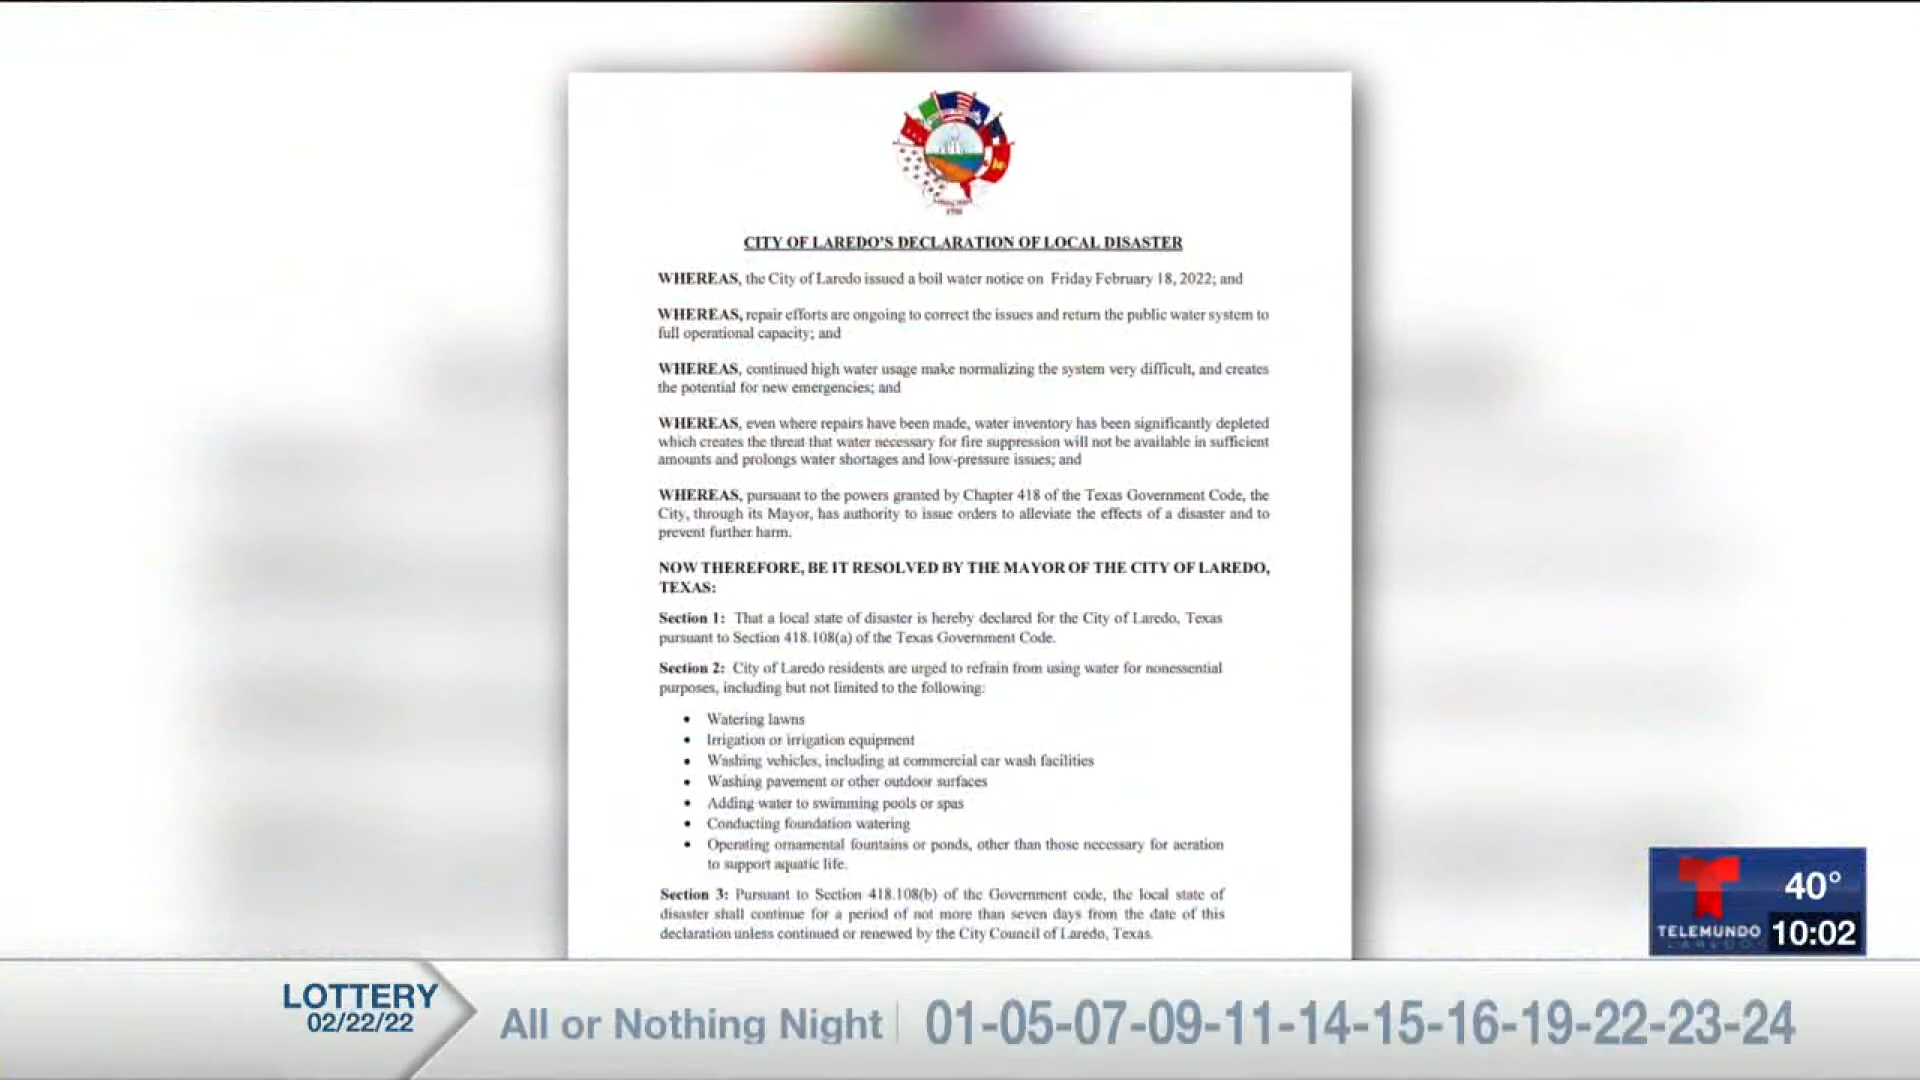 CITY OF LAREDO'S DECLARATION OF LOCAL DISASTER
WHEREAS, the City of Laredo issued a boil water notice on Friday February 18, 2022; and
WHEREAS, repair efforts are ongoing to correct the issues and return the public water system to
full operational capacity; and
WHEREAS, continued high water usage make normalizing the system very difficult, and creates
the potential for new emergencies; and
WHEREAS, even where repairs have been made, water inventory has been significantly depleted
which creates the threat that water necessary for fire suppression will not be available in sufficient
amounts and prolongs water shortages and low-pressure issues; and
WHEREAS, pursuant to the powers granted by Chapter 418 of the Texas Government Code, the
City, through its Mayor, has authority to issue orders to alleviate the effects of a disaster and to
prevent further harm.
NOW THEREFORE, BE IT RESOLVED BY THE MAYOR OF THE CITY OF LAREDO,
TEXAS:
Section 1: That a local state of disaster is hereby declared for the City of Laredo, Texas
pursuant to Section 418.108(a) of the Texas Government Code.
Section 2: City of Laredo residents are urged to refrain from using water for nonessential
purposes, including but not limited to the following:
• Watering lawns
• Irrigation or irrigation equipment
• Washing vehicles, including at commercial car wash facilities
• Washing pavement or other outdoor surfaces
• Adding water to swimming pools or spas
• Conducting foundation watering
• Operating ornamental fountains or ponds, other than those necessary for aeration
to support aquatic life.
Section 3: Pursuant to Section 418.108(b) of the Government code, the local state of
disaster shall continue for a period of not more than seven days from the date of this
declaration unless continued or renewed by the City Council of Laredo, Texas.
40°
TELEMUNDO
LAREDO
10:02
LOTTERY
02/22/22
All or Nothing Night
01-05-07-09-11-14-15-16-19-22-23-24